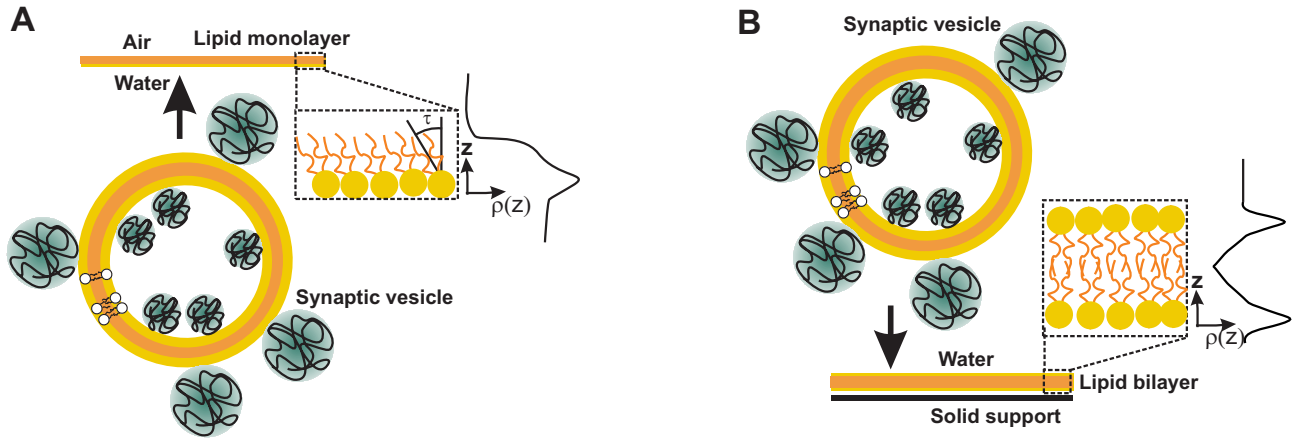 A
Air
Lipid monolayer
Water
τ
z
ρ(z)
Synaptic vesicle
B
Synaptic vesicle
z
ρ(z)
Water
Lipid bilayer
Solid support